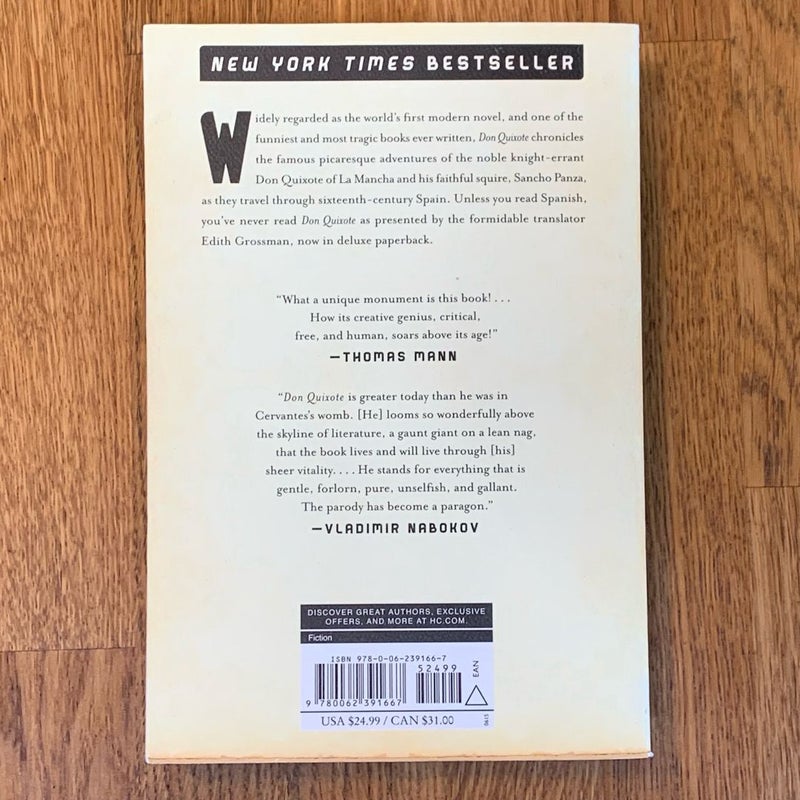 NEW YORK TIMES BESTSELLER
Widely regarded as the world's first modern novel, and one of the
funniest and most tragic books ever written, Don Quixote chronicles
the famous picaresque adventures of the noble knight-errant
Don Quixote of La Mancha and his faithful squire, Sancho Panza,
as they travel through sixteenth-century Spain. Unless you read Spanish,
you've never read Don Quixote as presented by the formidable translator
Edith Grossman, now in deluxe paperback.
“What a unique monument is this book! . . .
How its creative genius, critical,
free, and human, soars above its age!”
—THOMAS MANN
“Don Quixote is greater today than he was in
Cervantes's womb. [He] looms so wonderfully above
the skyline of literature, a gaunt giant on a lean nag,
that the book lives and will live through [his]
sheer vitality. . . . He stands for everything that is
gentle, forlorn, pure, unselfish, and gallant.
The parody has become a paragon.”
—VLADIMIR NABOKOV
DISCOVER GREAT AUTHORS, EXCLUSIVE
OFFERS, AND MORE AT HC.COM.
Fiction
ISBN 978-0-06-239166-7
52499
EAN
9 780062 391667
USA $24.99 / CAN $31.00
0615